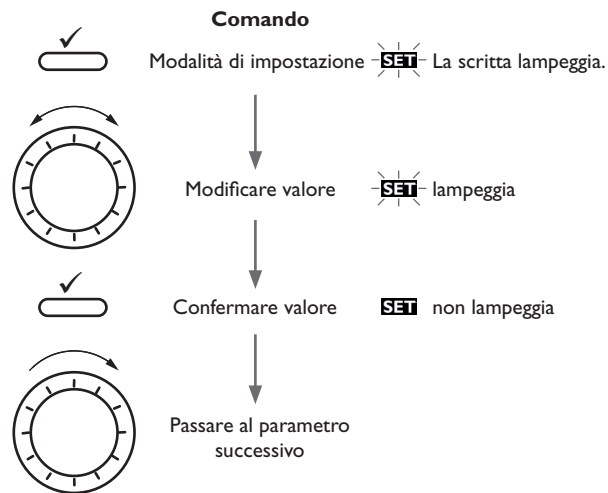 Comando
Modalità di impostazione SET La scritta lampeggia.
Modificare valore SET lampeggia
Confermare valore SET non lampeggia
Passare al parametro
successivo